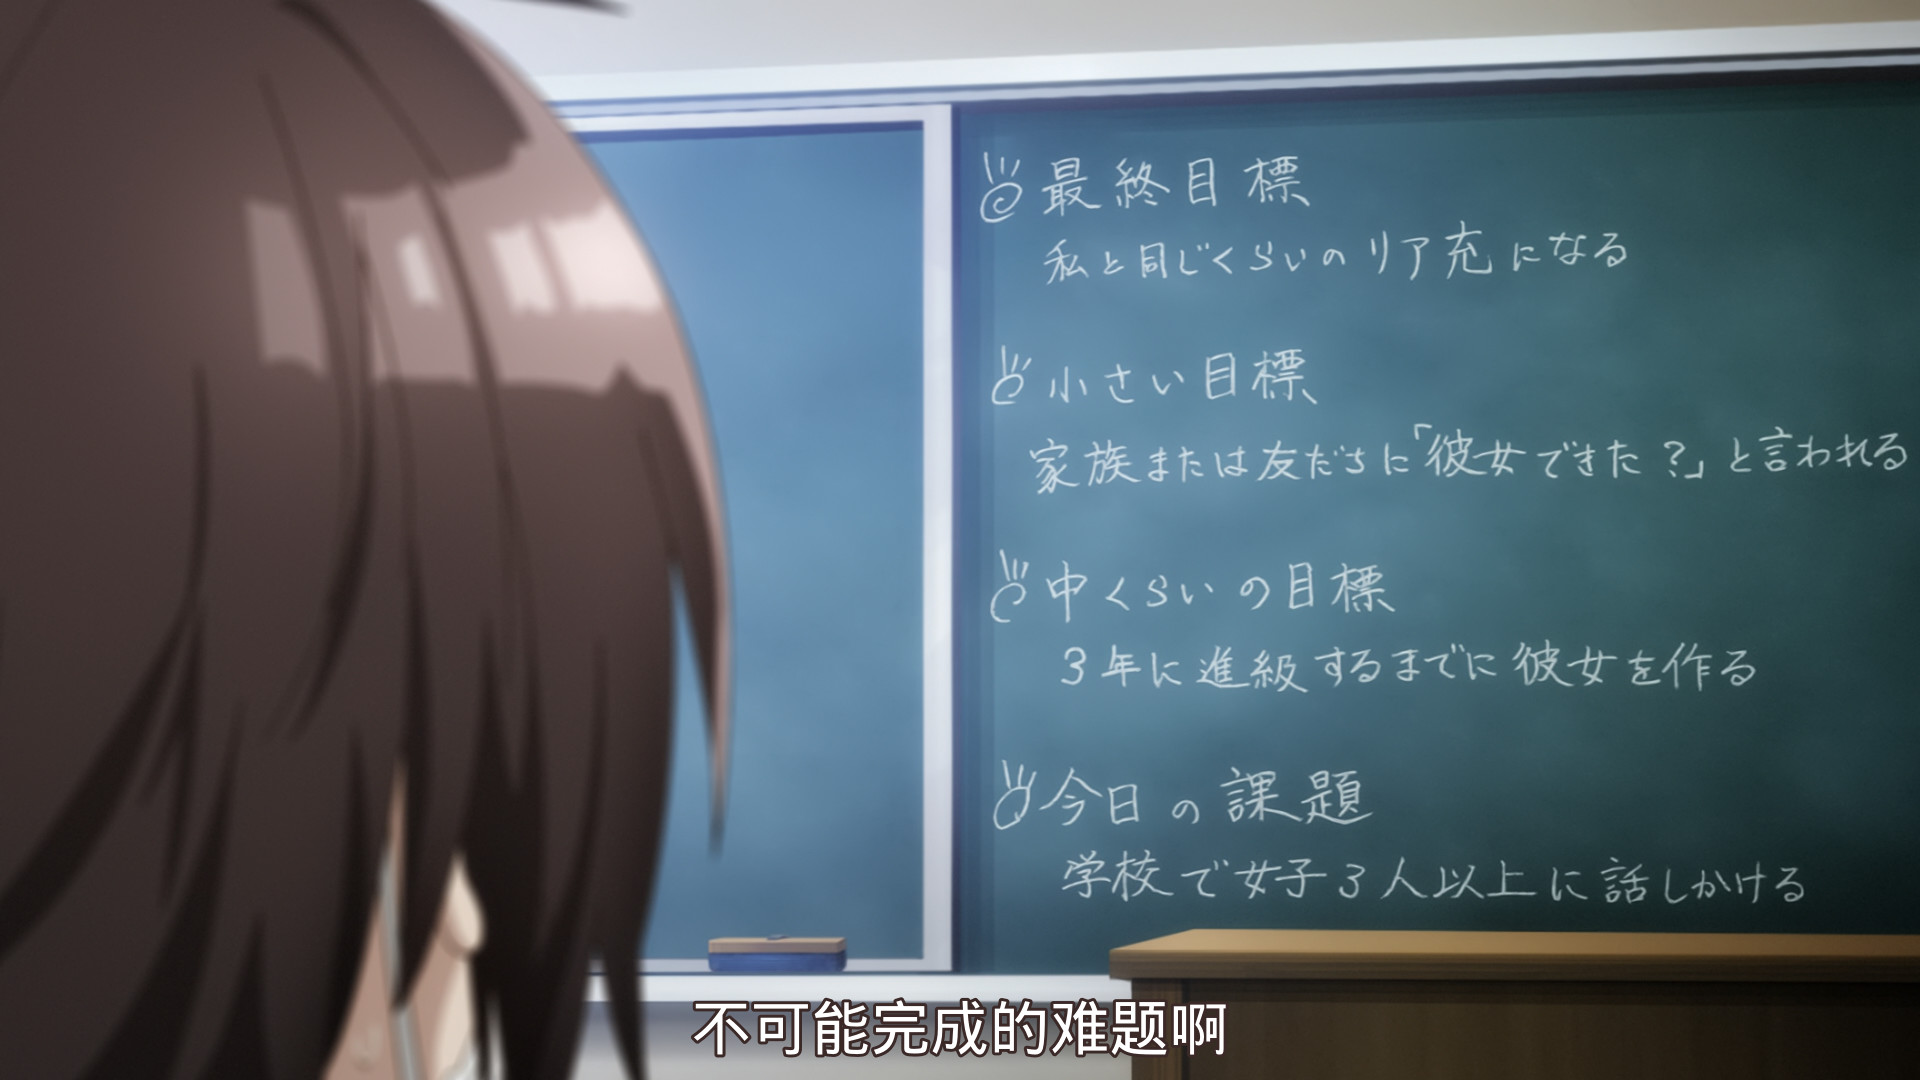 最終目標
私と同じくらいのリア充になる
小さい目標
家族または友だちに「彼女できた？」と言われる
中くらいの目標
3年に進級するまでに彼女を作る
今日の課題
学校で女子3人以上に話しかける
不可能完成的难题啊